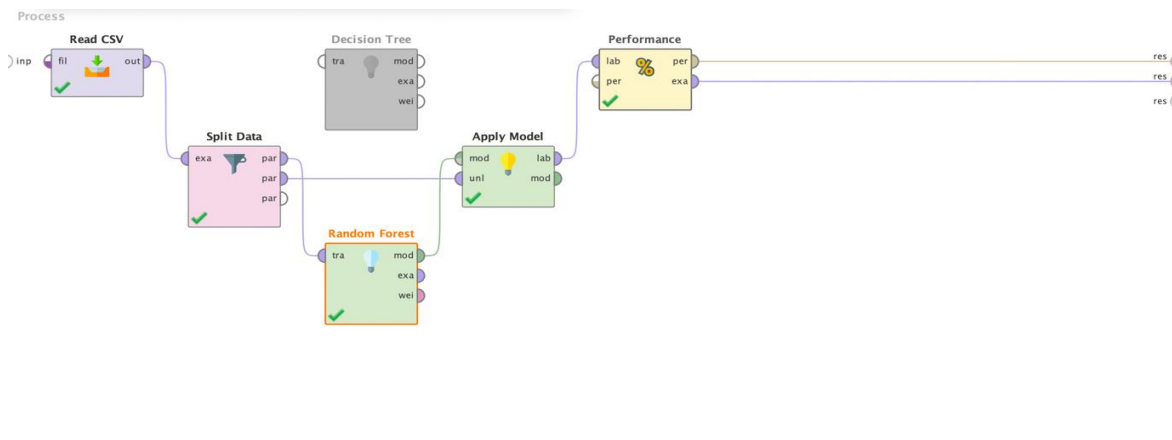 Process
Read CSV
inp
fil
out
Decision Tree
tra
mod
exa
wei
Performance
lab
per
per
exa
%
res
res
res
Split Data
exa
par
par
par
Apply Model
mod
lab
unl
mod
Random Forest
tra
mod
exa
wei